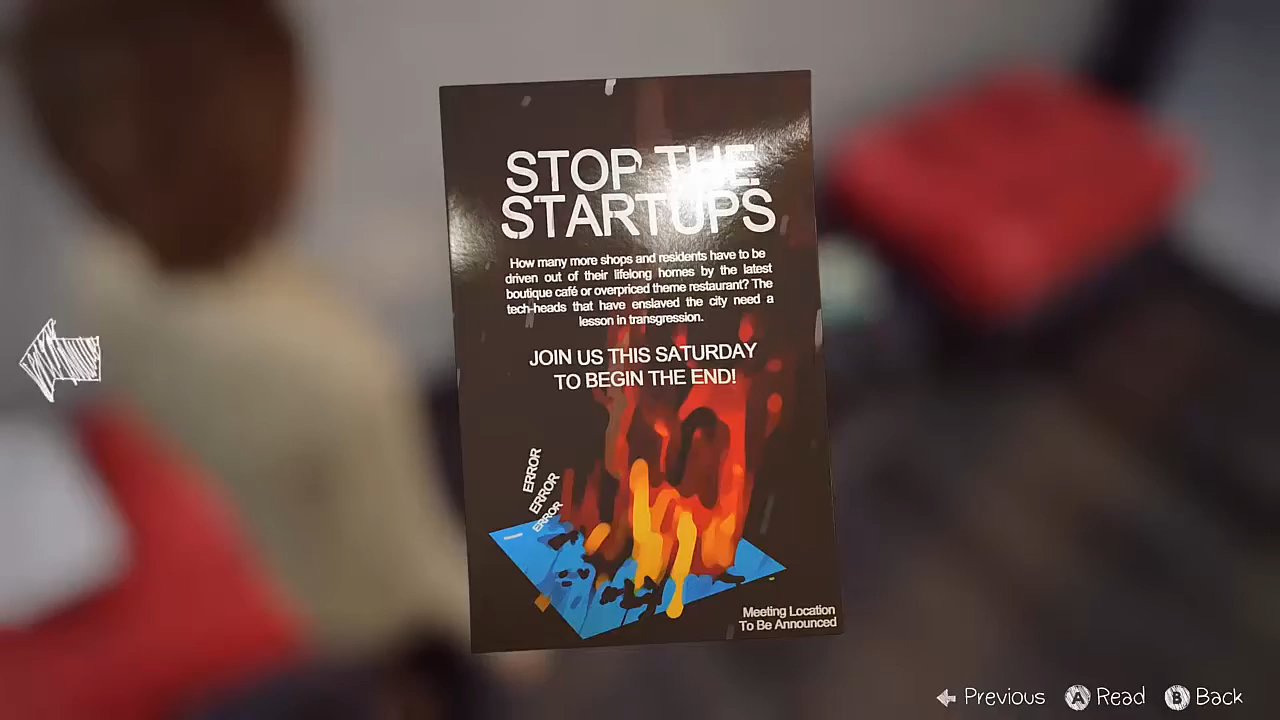 STOP THE
STARTUPS
How many more shops and residents have to be
driven out of their lifelong homes by the latest
boutique café or overpriced theme restaurant? The
tech-heads that have enslaved the city need a
lesson in transgression.
JOIN US THIS SATURDAY
TO BEGIN THE END!
ERROR
ERROR
ERROR
Meeting Location
To Be Announced
Previous A Read B Back